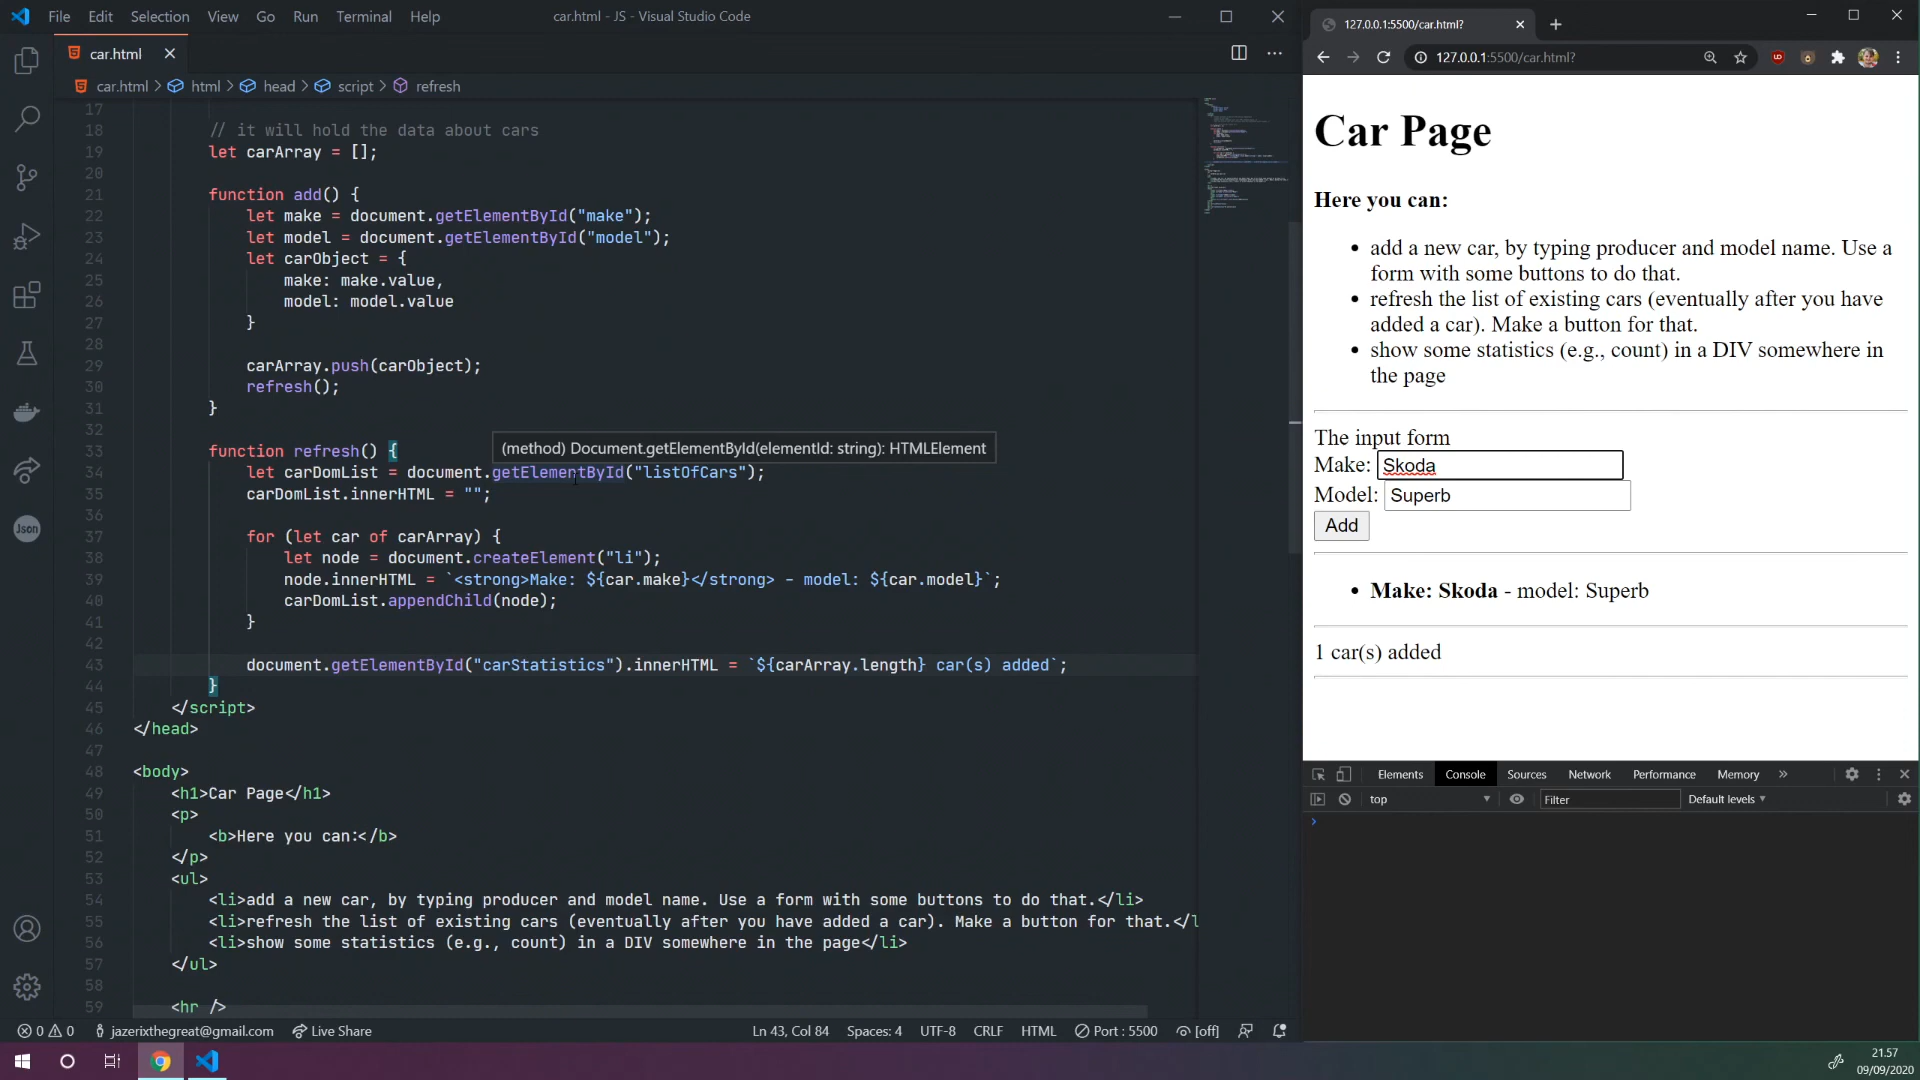 File Edit Selection View Go Run Terminal Help
car.html - JS - Visual Studio Code
car.html
car.html > html > head > script > refresh
17
18 // it will hold the data about cars
19 let carArray = [];
20
21 function add() {
22 let make = document.getElementById("make");
23 let model = document.getElementById("model");
24 let carObject = {
25 make: make.value,
26 model: model.value
27 }
28
29 carArray.push(carObject);
30 refresh();
31 }
32
33 function refresh() {
(method) Document.getElementById(elementId: string): HTMLElement
34 let carDomList = document.getElementById("listOfCars");
35 carDomList.innerHTML = "";
36
37 for (let car of carArray) {
38 let node = document.createElement("li");
39 node.innerHTML = `<strong>Make: ${car.make}</strong> - model: ${car.model}`;
40 carDomList.appendChild(node);
41 }
42
43 document.getElementById("carStatistics").innerHTML = `${carArray.length} car(s) added`;
44 }
45 </script>
46 </head>
47
48 <body>
49 <h1>Car Page</h1>
50 <p>
51 <b>Here you can:</b>
52 </p>
53 <ul>
54 <li>add a new car, by typing producer and model name. Use a form with some buttons to do that.</li>
55 <li>refresh the list of existing cars (eventually after you have added a car). Make a button for that.</l
56 <li>show some statistics (e.g., count) in a DIV somewhere in the page</li>
57 </ul>
58
59 <hr />
0 0 jazerixthegreat@gmail.com Live Share Ln 43, Col 84 Spaces: 4 UTF-8 CRLF HTML Port : 5500 [off]
127.0.0.1:5500/car.html?
127.0.0.1:5500/car.html?
Car Page
Here you can:
add a new car, by typing producer and model name. Use a
form with some buttons to do that.
refresh the list of existing cars (eventually after you have
added a car). Make a button for that.
show some statistics (e.g., count) in a DIV somewhere in
the page
The input form
Make: Skoda
Model: Superb
Add
Make: Skoda - model: Superb
1 car(s) added
Elements Console Sources Network Performance Memory »
top Filter Default levels
Json
21.57
09/09/2020